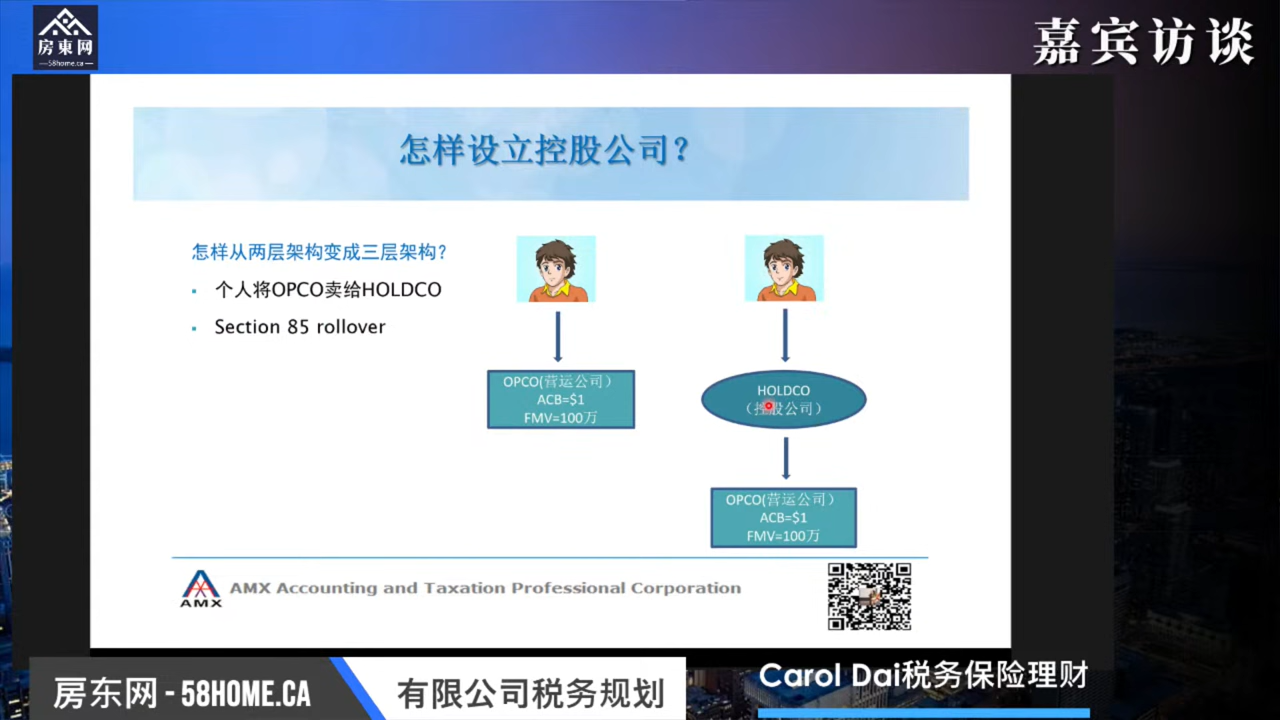 房東网
58home.ca
嘉宾访谈
怎样设立控股公司?
怎样从两层架构变成三层架构?
个人将OPCO卖给HOLDCO
Section 85 rollover
OPCO(营运公司）
ACB=$1
FMV=100万
HOLDCO
（控股公司）
OPCO(营运公司）
ACB=$1
FMV=100万
AMX
AMX Accounting and Taxation Professional Corporation
房东网 - 58HOME.CA
有限公司税务规划
Carol Dai税务保险理财